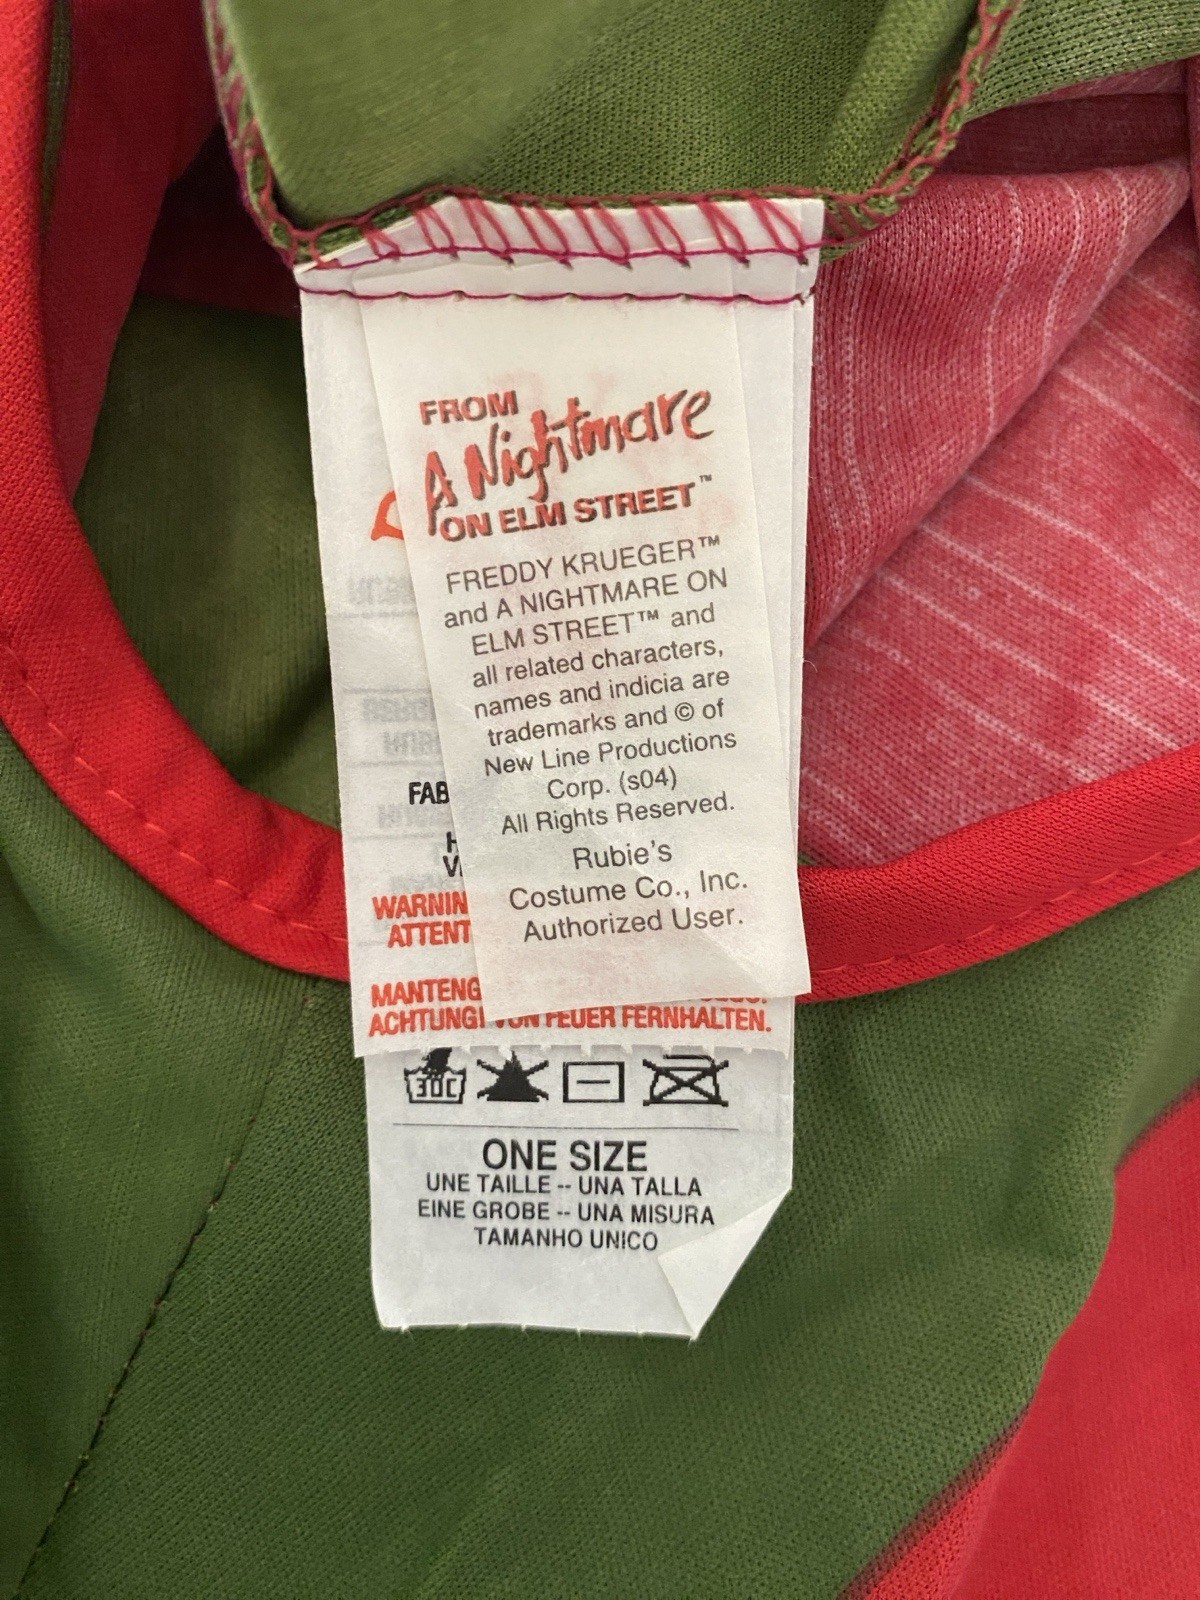 FROM
A Nightmare
ON ELM STREET™
FREDDY KRUEGER™
and A NIGHTMARE ON
ELM STREET™ and
all related characters,
names and indicia are
trademarks and © of
New Line Productions
Corp. (s04)
All Rights Reserved.
Rubie's
Costume Co., Inc.
Authorized User.
FAB
WARNIN
ATTENT
MANTENG
ACHTUNG! VON FEUER FERNHALTEN.
30C
ONE SIZE
UNE TAILLE -- UNA TALLA
EINE GROBE -- UNA MISURA
TAMANHO UNICO